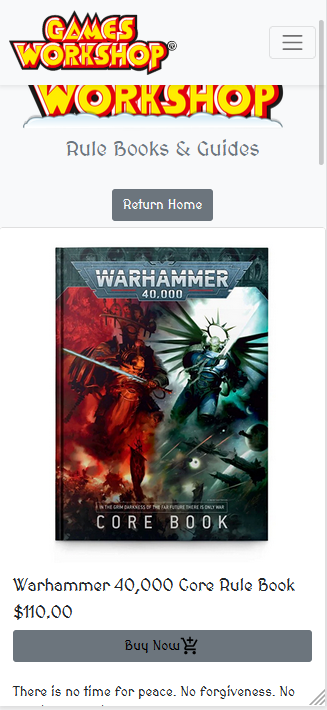 GAMES
WORKSHOP®
WORKSHOP
Rule Books & Guides
Return Home
WARHAMMER
40,000
IN THE GRIM DARKNESS OF THE FAR FUTURE THERE IS ONLY WAR
CORE BOOK
Warhammer 40,000 Core Rule Book
$110.00
Buy Now
There is no time for peace. No forgiveness. No